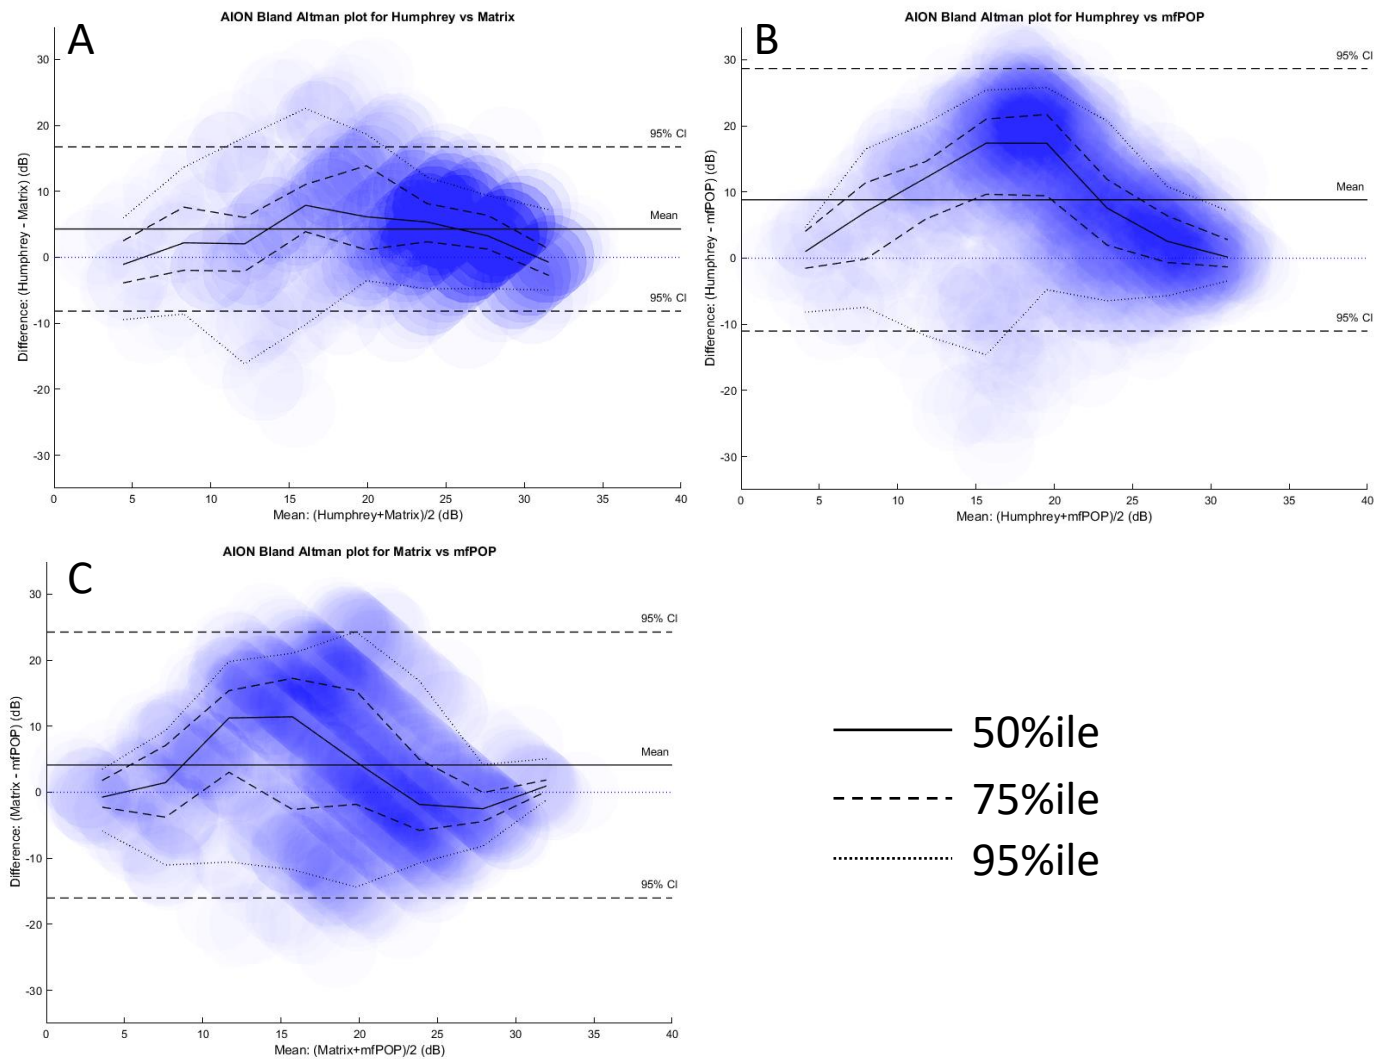 AION Bland Altman plot for Humphrey vs Matrix
A
30
20
10
0
-10
-20
-30
Difference: (Humphrey - Matrix) (dB)
95% CI
Mean
95% CI
0 5 10 15 20 25 30 35 40
Mean: (Humphrey+Matrix)/2 (dB)
AION Bland Altman plot for Humphrey vs mfPOP
B
30
20
10
0
-10
-20
-30
Difference: (Humphrey - mfPOP) (dB)
95% CI
Mean
95% CI
0 5 10 15 20 25 30 35 40
Mean: (Humphrey+mfPOP)/2 (dB)
AION Bland Altman plot for Matrix vs mfPOP
C
30
20
10
0
-10
-20
-30
Difference: (Matrix - mfPOP) (dB)
95% CI
Mean
95% CI
0 5 10 15 20 25 30 35 40
Mean: (Matrix+mfPOP)/2 (dB)
50%ile
75%ile
95%ile